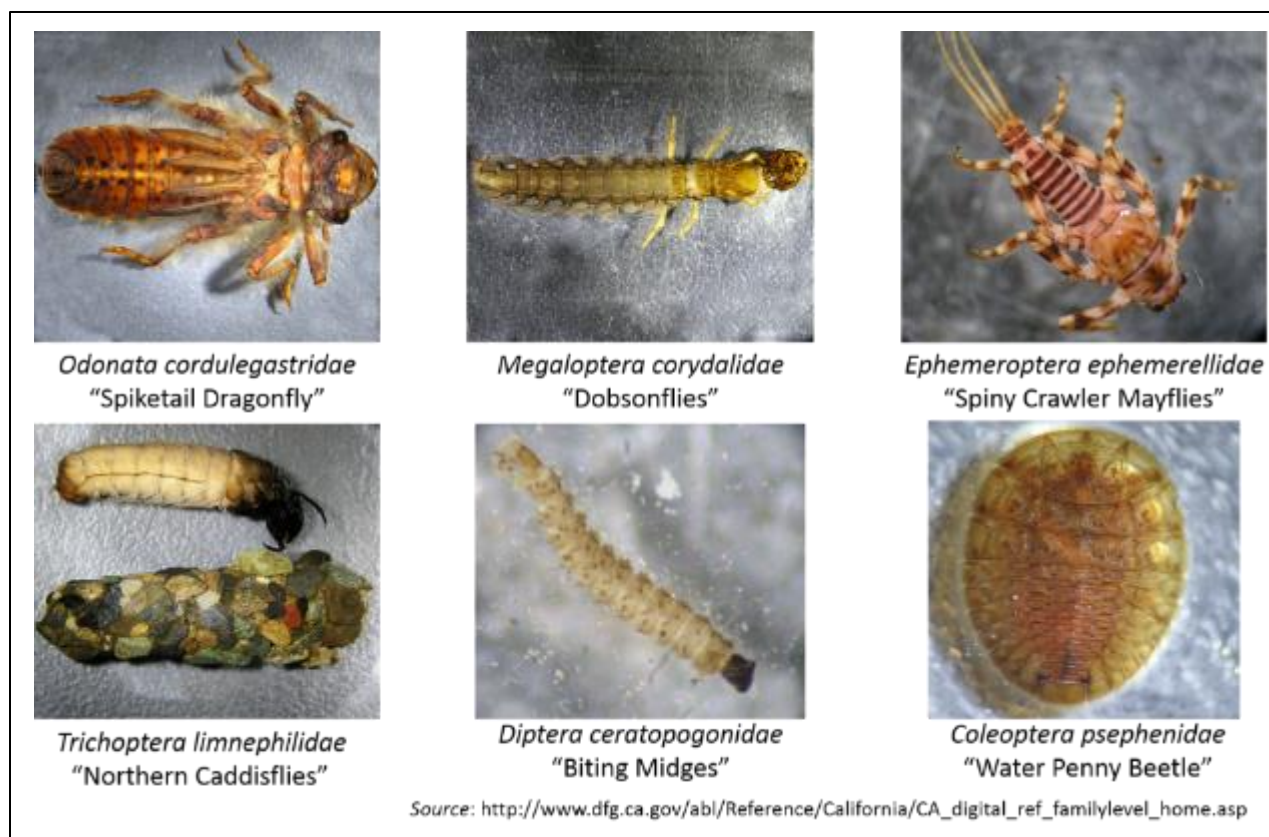 Odonata cordulegastridae
“Spiketail Dragonfly”
Megaloptera corydalidae
“Dobsonflies”
Ephemeroptera ephemerellidae
“Spiny Crawler Mayflies”
Trichoptera limnephilidae
“Northern Caddisflies”
Diptera ceratopogonidae
“Biting Midges”
Coleoptera psephenidae
“Water Penny Beetle”
Source: http://www.dfg.ca.gov/abl/Reference/California/CA_digital_ref_familylevel_home.asp